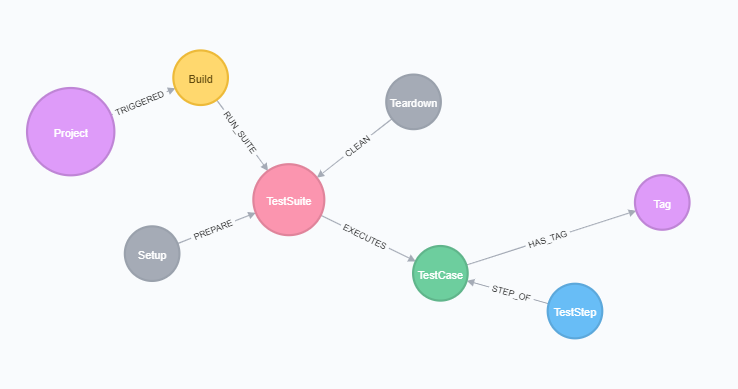 Build
TRIGGERED
Teardown
Project
RUN_SUITE
CLEAN
TestSuite
Tag
PREPARE
EXECUTES
HAS_TAG
Setup
TestCase
STEP_OF
TestStep